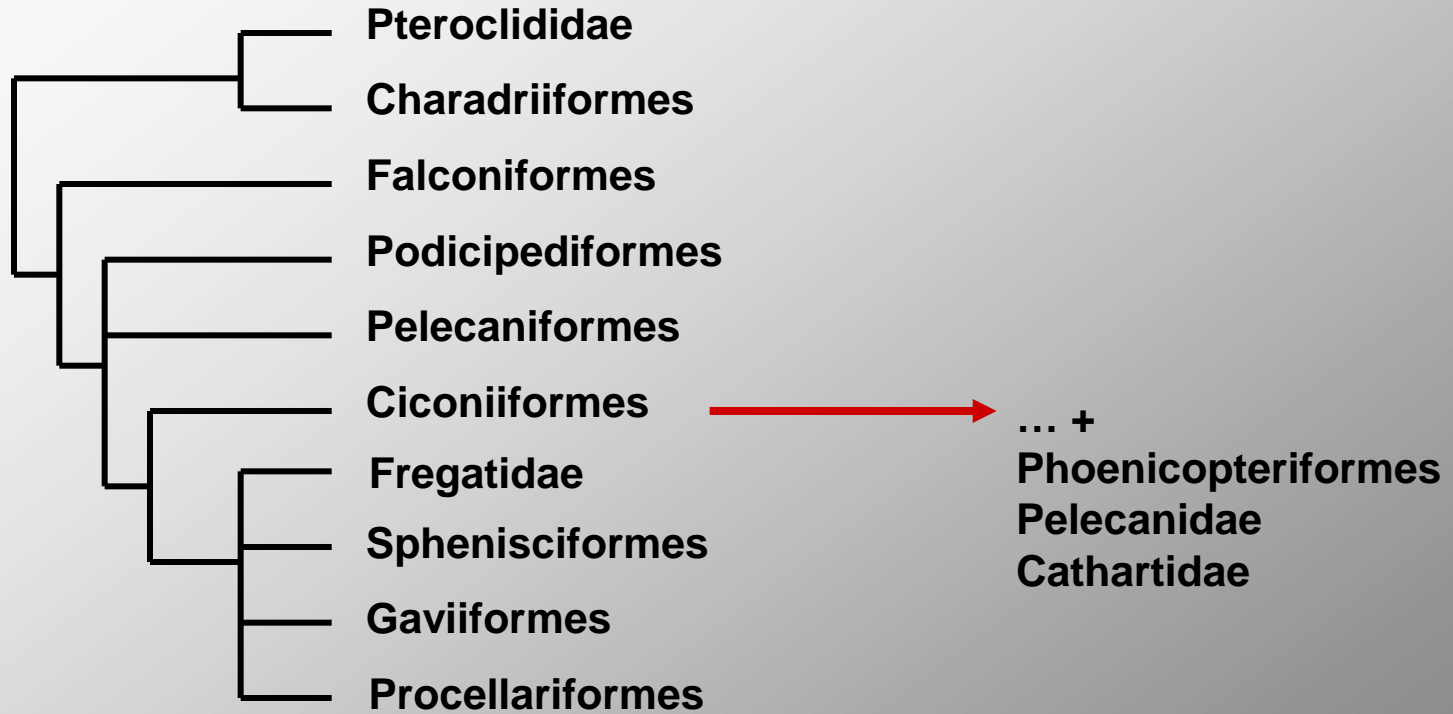 Pteroclididae
Charadriiformes
Falconiformes
Podicipediformes
Pelecaniformes
Ciconiiformes
Fregatidae
Sphenisciformes
Gaviiformes
Procellariformes
… +
Phoenicopteriformes
Pelecanidae
Cathartidae